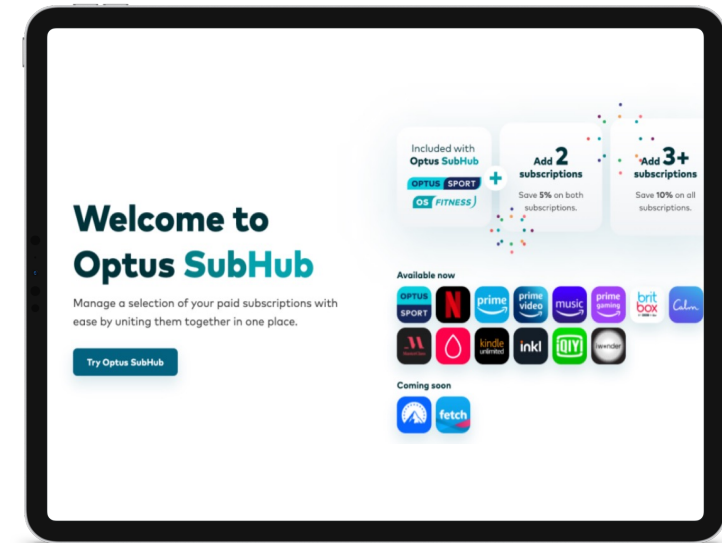 Welcome to
Optus SubHub
Manage a selection of your paid subscriptions with
ease by uniting them together in one place.
Try Optus SubHub
Included with
Optus SubHub
OPTUS SPORT
OS FITNESS
+
Add 2
subscriptions
Save 5% on both
subscriptions.
Add 3+
subscriptions
Save 10% on all
subscriptions.
Available now
OPTUS
SPORT
N
prime
prime
video
music
prime
gaming
brit
box
Calm
MasterClass
kindle
unlimited
inkl
iQIY
iwonder
Coming soon
fetch